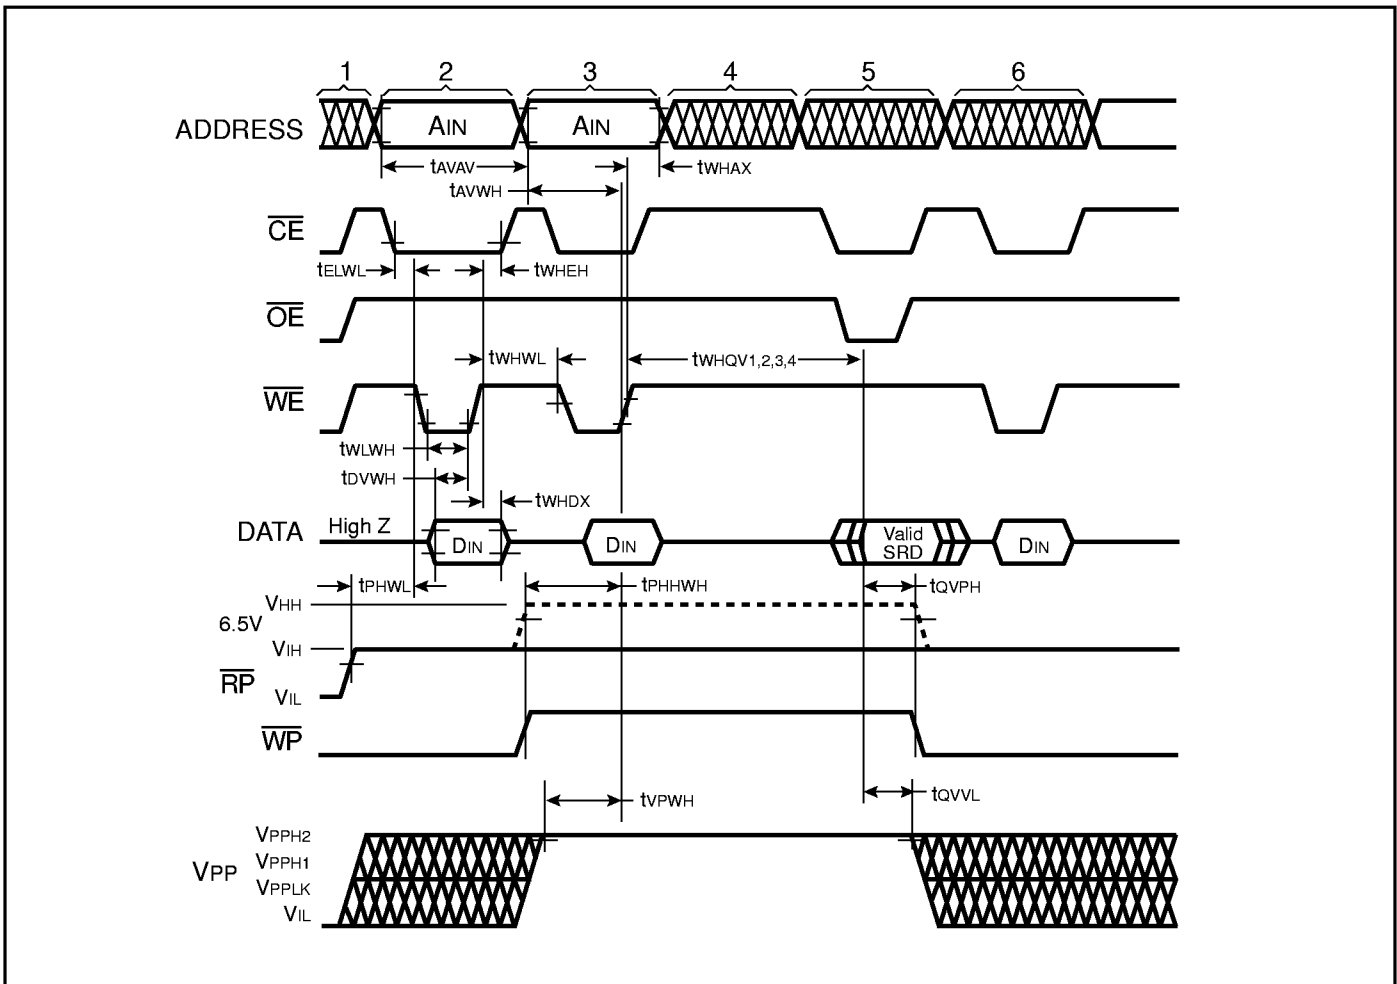 1 2 3 4 5 6
ADDRESS AIN AIN
tAVAV tWHAX
tAVWH
CE
tELWL tWHEH
OE
tWHWL tWHQV1,2,3,4
WE
tWLWH
tDVWH
tWHDX
DATA High Z DIN DIN Valid SRD DIN
tPHWL tPHHWH tQVPH
VHH
6.5V
VIH
RP VIL
WP
tVPWH tQVVL
VPPH2
VPPH1
VPP
VPPLK
VIL